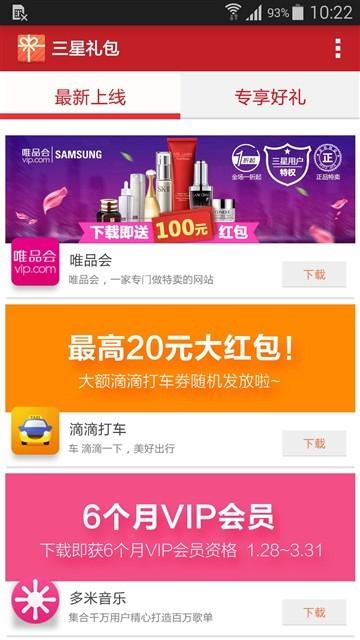 93% 10:22
三星礼包
最新上线 专享好礼
唯品会 vip.com SAMSUNG
1折起 全场一折起
三星用户 特权
正 正品特卖
下载即送100元红包
唯品会 vip.com
唯品会
唯品会，一家专门做特卖的网站
下载
最高20元大红包！
大额滴滴打车券随机发放啦~
TAXI
滴滴打车
车 滴滴一下，美好出行
下载
6个月VIP会员
下载即获6个月VIP会员资格 1.28~3.31
多米音乐
集合千万用户精心打造百万歌单
下载